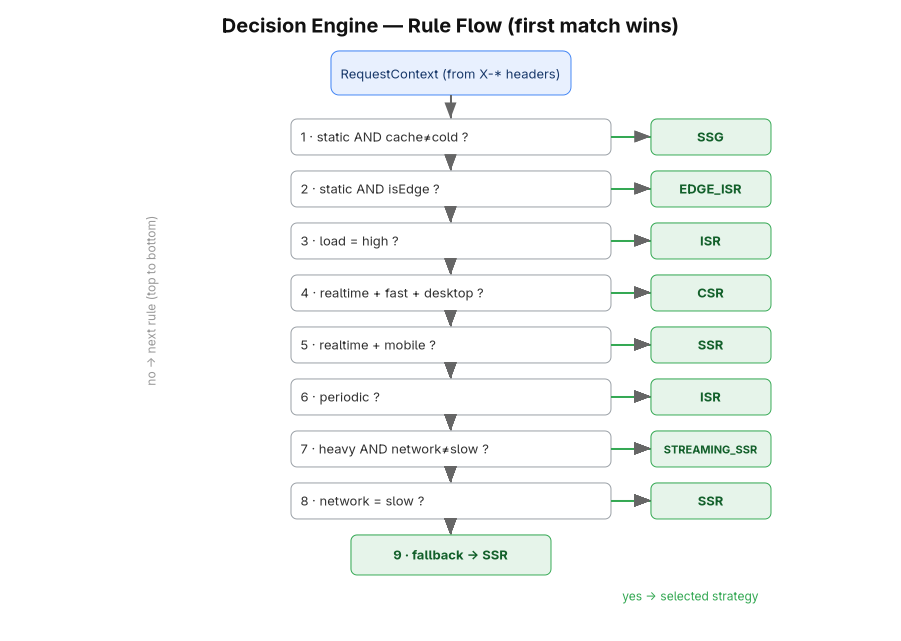 Decision Engine — Rule Flow (first match wins)
RequestContext (from X-* headers)
1 · static AND cache≠cold ?
SSG
2 · static AND isEdge ?
EDGE_ISR
3 · load = high ?
ISR
4 · realtime + fast + desktop ?
CSR
5 · realtime + mobile ?
SSR
6 · periodic ?
ISR
7 · heavy AND network≠slow ?
STREAMING_SSR
8 · network = slow ?
SSR
9 · fallback → SSR
no → next rule (top to bottom)
yes → selected strategy